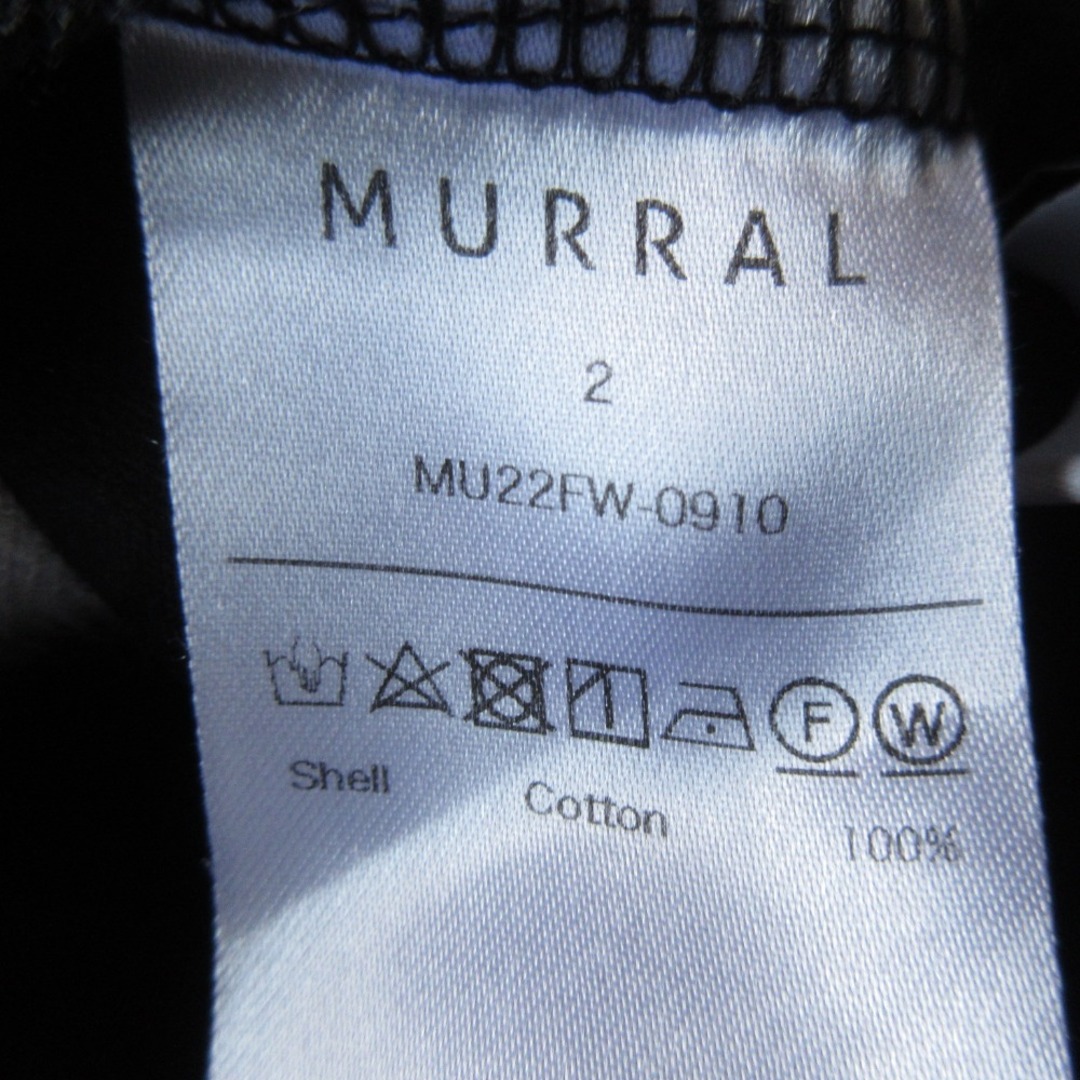 MURRAL
2
MU22FW-0910
F W
Shell Cotton 100%